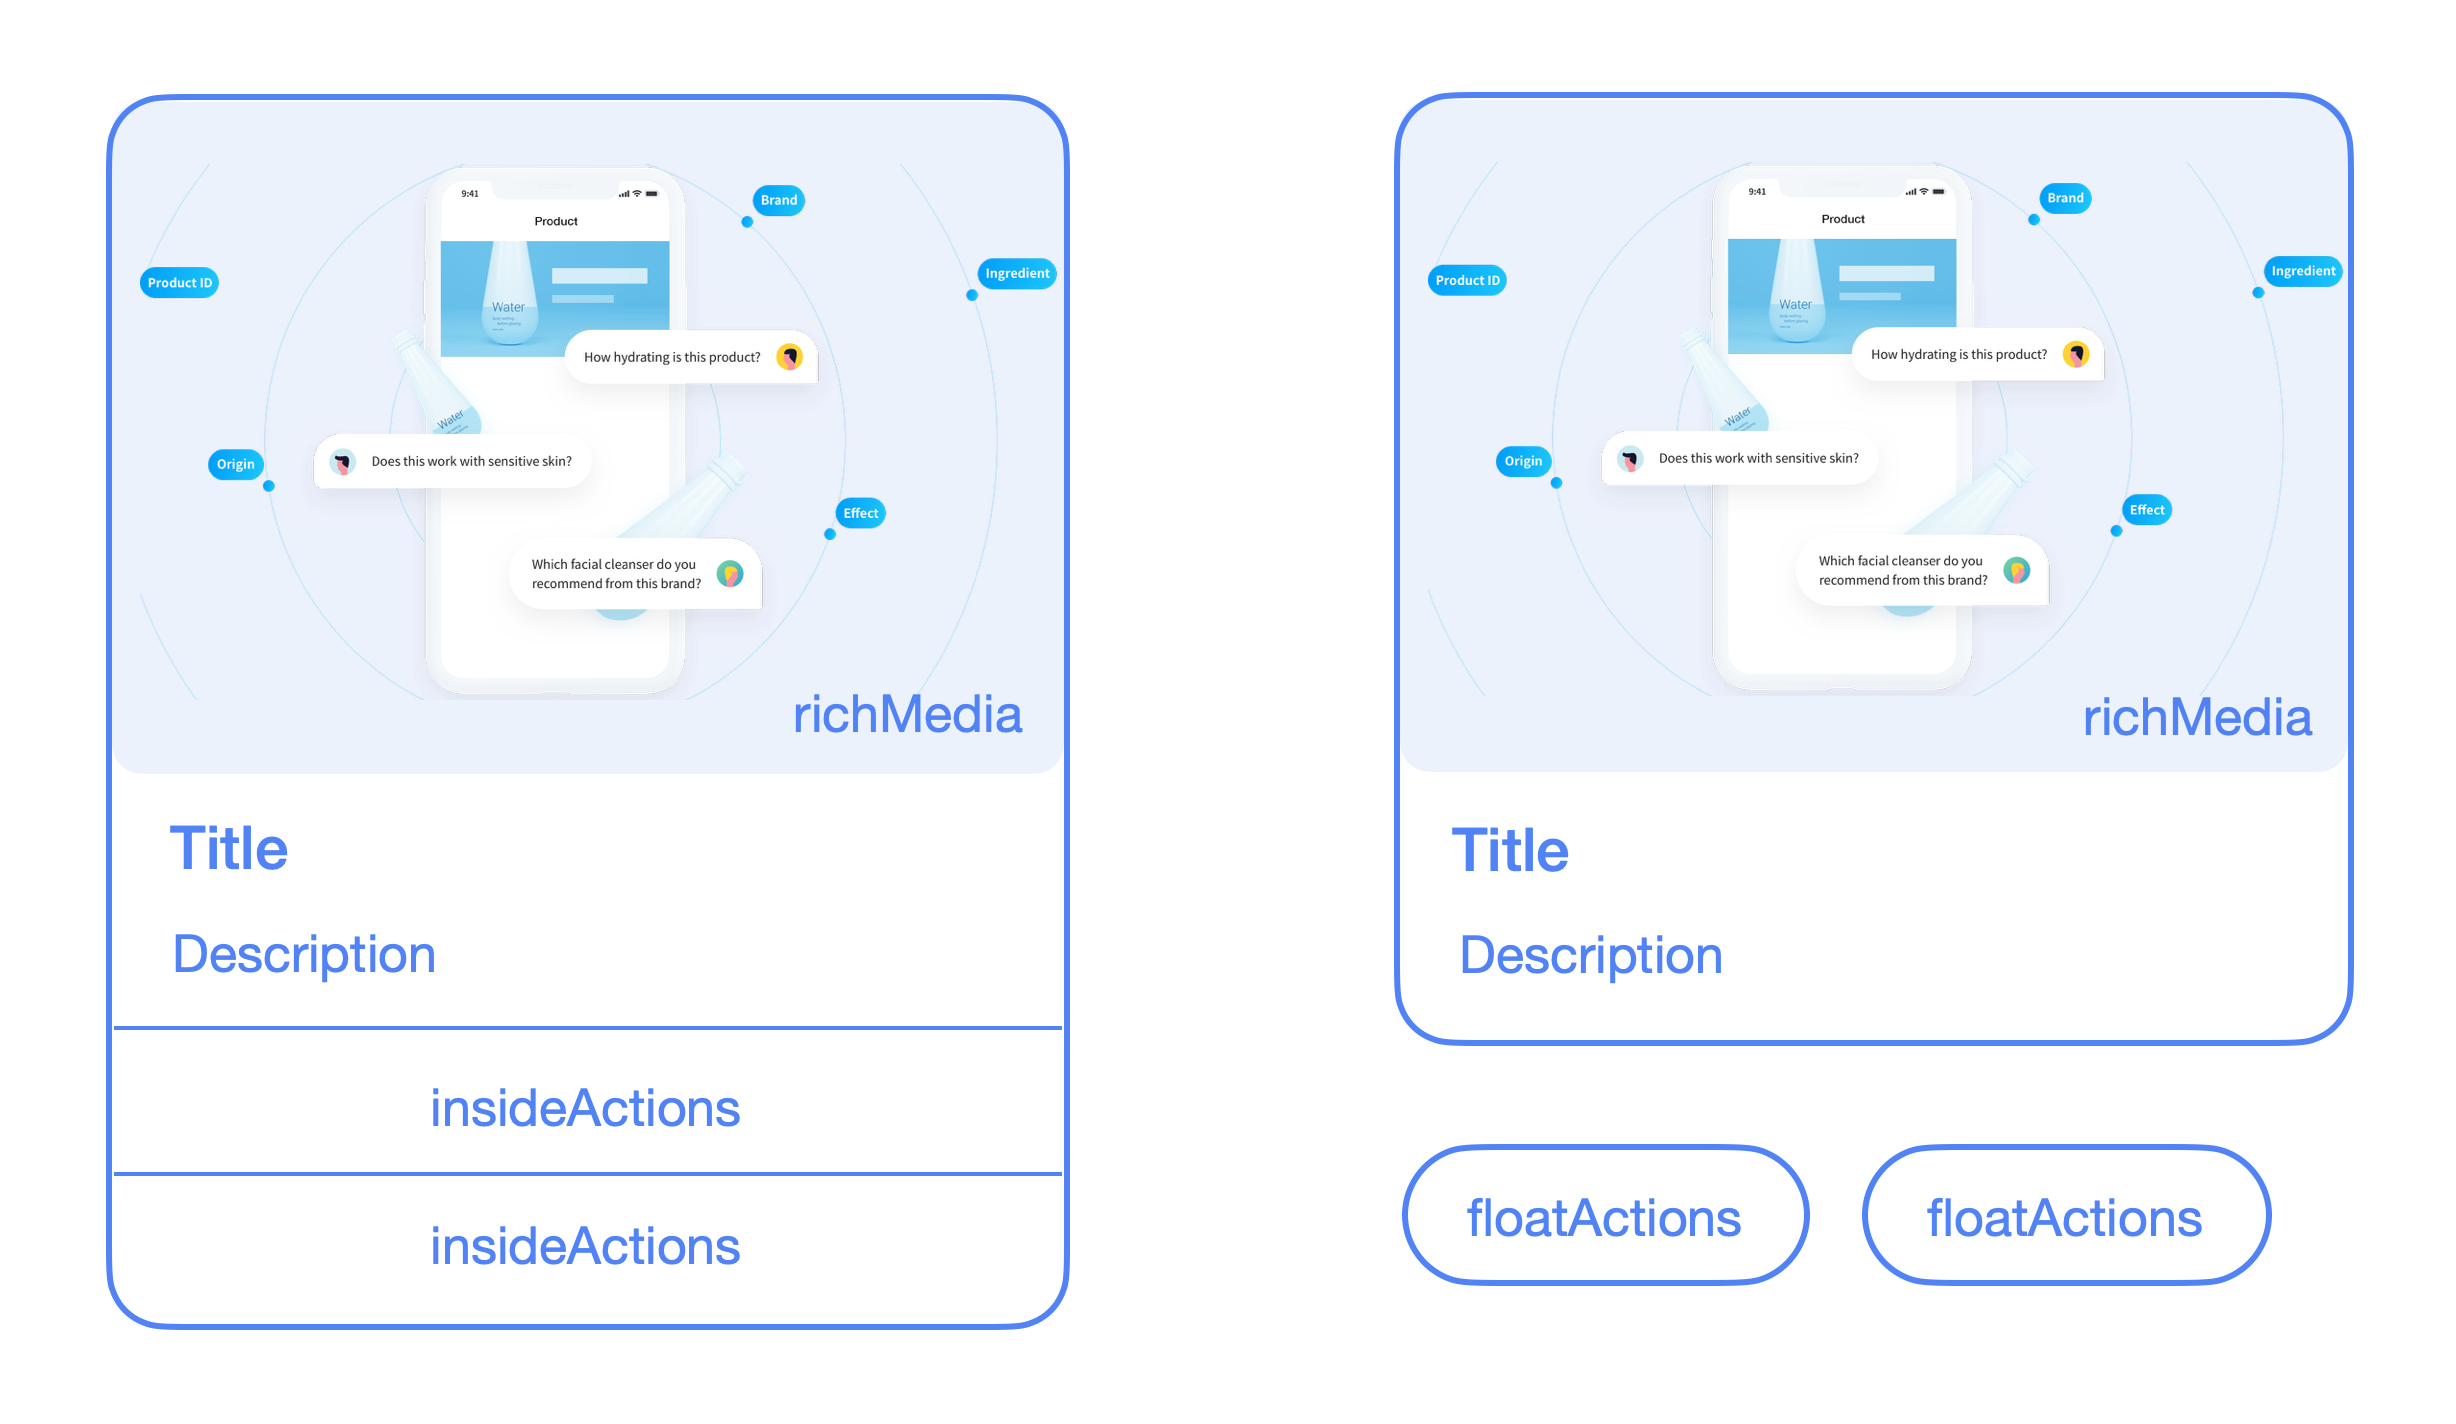 9:41
Product
Brand
Ingredient
Product ID
Water
How hydrating is this product?
Water
Does this work with sensitive skin?
Origin
Effect
Which facial cleanser do you
recommend from this brand?
richMedia
Title
Description
insideActions
insideActions
9:41
Product
Brand
Ingredient
Product ID
Water
How hydrating is this product?
Water
Does this work with sensitive skin?
Origin
Effect
Which facial cleanser do you
recommend from this brand?
richMedia
Title
Description
floatActions
floatActions